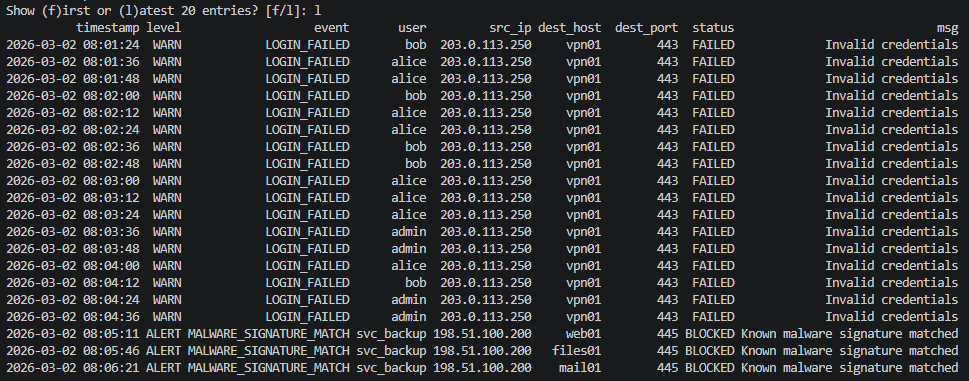 Show (f)irst or (l)atest 20 entries? [f/l]: l
timestamp level event user src_ip dest_host dest_port status msg
2026-03-02 08:01:24 WARN LOGIN_FAILED bob 203.0.113.250 vpn01 443 FAILED Invalid credentials
2026-03-02 08:01:36 WARN LOGIN_FAILED alice 203.0.113.250 vpn01 443 FAILED Invalid credentials
2026-03-02 08:01:48 WARN LOGIN_FAILED alice 203.0.113.250 vpn01 443 FAILED Invalid credentials
2026-03-02 08:02:00 WARN LOGIN_FAILED bob 203.0.113.250 vpn01 443 FAILED Invalid credentials
2026-03-02 08:02:12 WARN LOGIN_FAILED alice 203.0.113.250 vpn01 443 FAILED Invalid credentials
2026-03-02 08:02:24 WARN LOGIN_FAILED alice 203.0.113.250 vpn01 443 FAILED Invalid credentials
2026-03-02 08:02:36 WARN LOGIN_FAILED bob 203.0.113.250 vpn01 443 FAILED Invalid credentials
2026-03-02 08:02:48 WARN LOGIN_FAILED bob 203.0.113.250 vpn01 443 FAILED Invalid credentials
2026-03-02 08:03:00 WARN LOGIN_FAILED alice 203.0.113.250 vpn01 443 FAILED Invalid credentials
2026-03-02 08:03:12 WARN LOGIN_FAILED alice 203.0.113.250 vpn01 443 FAILED Invalid credentials
2026-03-02 08:03:24 WARN LOGIN_FAILED alice 203.0.113.250 vpn01 443 FAILED Invalid credentials
2026-03-02 08:03:36 WARN LOGIN_FAILED admin 203.0.113.250 vpn01 443 FAILED Invalid credentials
2026-03-02 08:03:48 WARN LOGIN_FAILED admin 203.0.113.250 vpn01 443 FAILED Invalid credentials
2026-03-02 08:04:00 WARN LOGIN_FAILED alice 203.0.113.250 vpn01 443 FAILED Invalid credentials
2026-03-02 08:04:12 WARN LOGIN_FAILED bob 203.0.113.250 vpn01 443 FAILED Invalid credentials
2026-03-02 08:04:24 WARN LOGIN_FAILED admin 203.0.113.250 vpn01 443 FAILED Invalid credentials
2026-03-02 08:04:36 WARN LOGIN_FAILED admin 203.0.113.250 vpn01 443 FAILED Invalid credentials
2026-03-02 08:05:11 ALERT MALWARE_SIGNATURE_MATCH svc_backup 198.51.100.200 web01 445 BLOCKED Known malware signature matched
2026-03-02 08:05:46 ALERT MALWARE_SIGNATURE_MATCH svc_backup 198.51.100.200 files01 445 BLOCKED Known malware signature matched
2026-03-02 08:06:21 ALERT MALWARE_SIGNATURE_MATCH svc_backup 198.51.100.200 mail01 445 BLOCKED Known malware signature matched